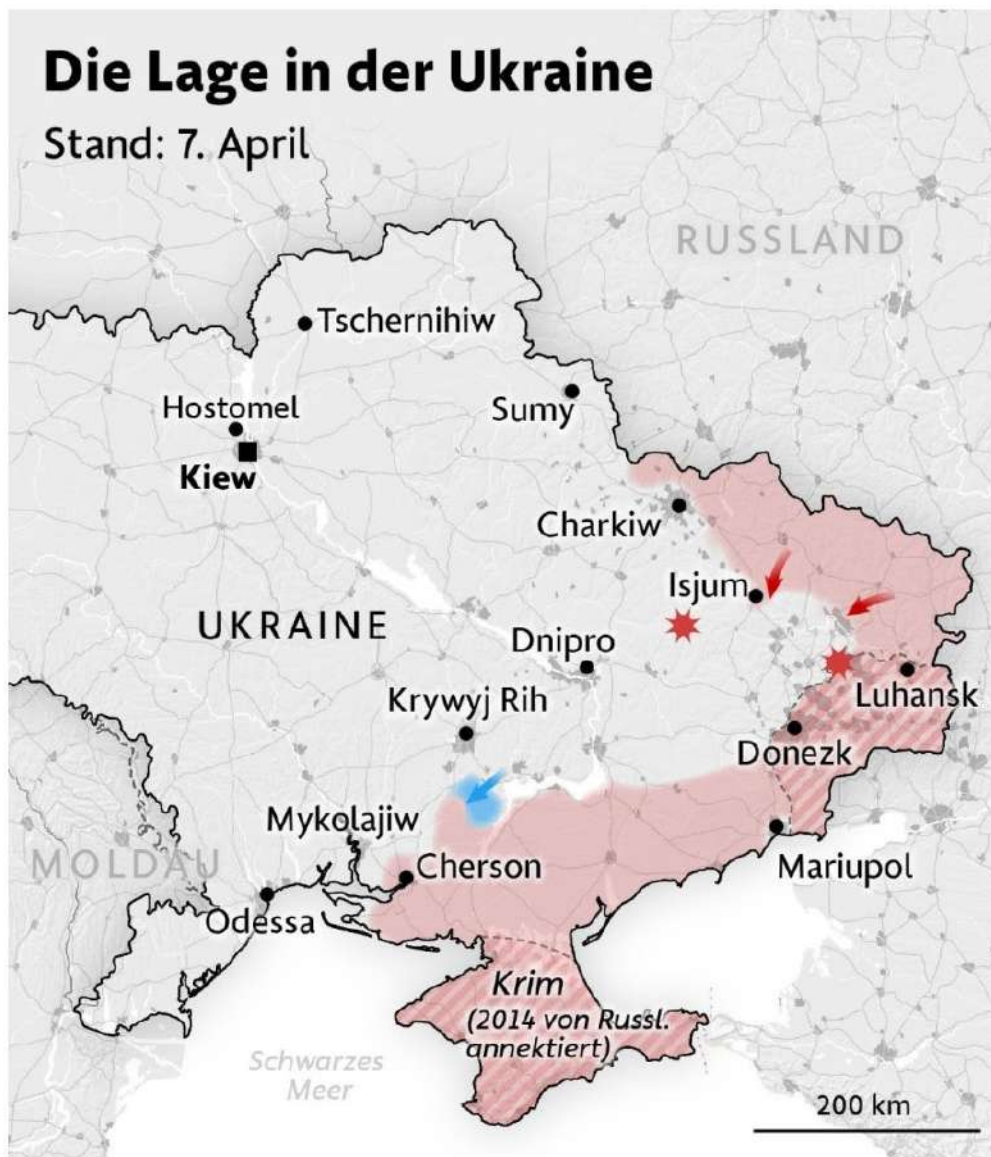 Die Lage in der Ukraine
Stand: 7. April
RUSSLAND
Tschernihiw
Sumy
Hostomel
Kiew
Charkiw
Isjum
UKRAINE
Dnipro
Krywyj Rih
Luhansk
Donezk
Mykolajiw
MOLDAU
Cherson
Mariupol
Odessa
Krim
(2014 von Russl.
annektiert)
Schwarzes
Meer
200 km